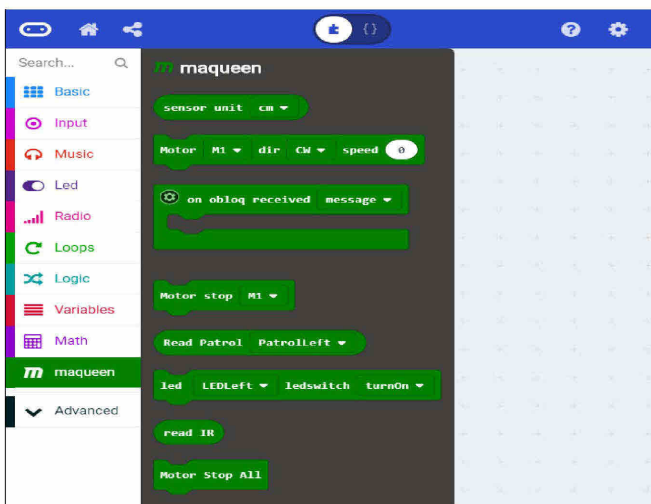 {}
?
Search...
m maqueen
Basic
sensor unit cm
Input
Motor M1 dir CW speed 0
Music
Led
on obloq received message
Radio
Loops
Logic
Motor stop M1
Variables
Math
Read Patrol PatrolLeft
m maqueen
led LEDLeft ledswitch turnOn
Advanced
read IR
Motor Stop All